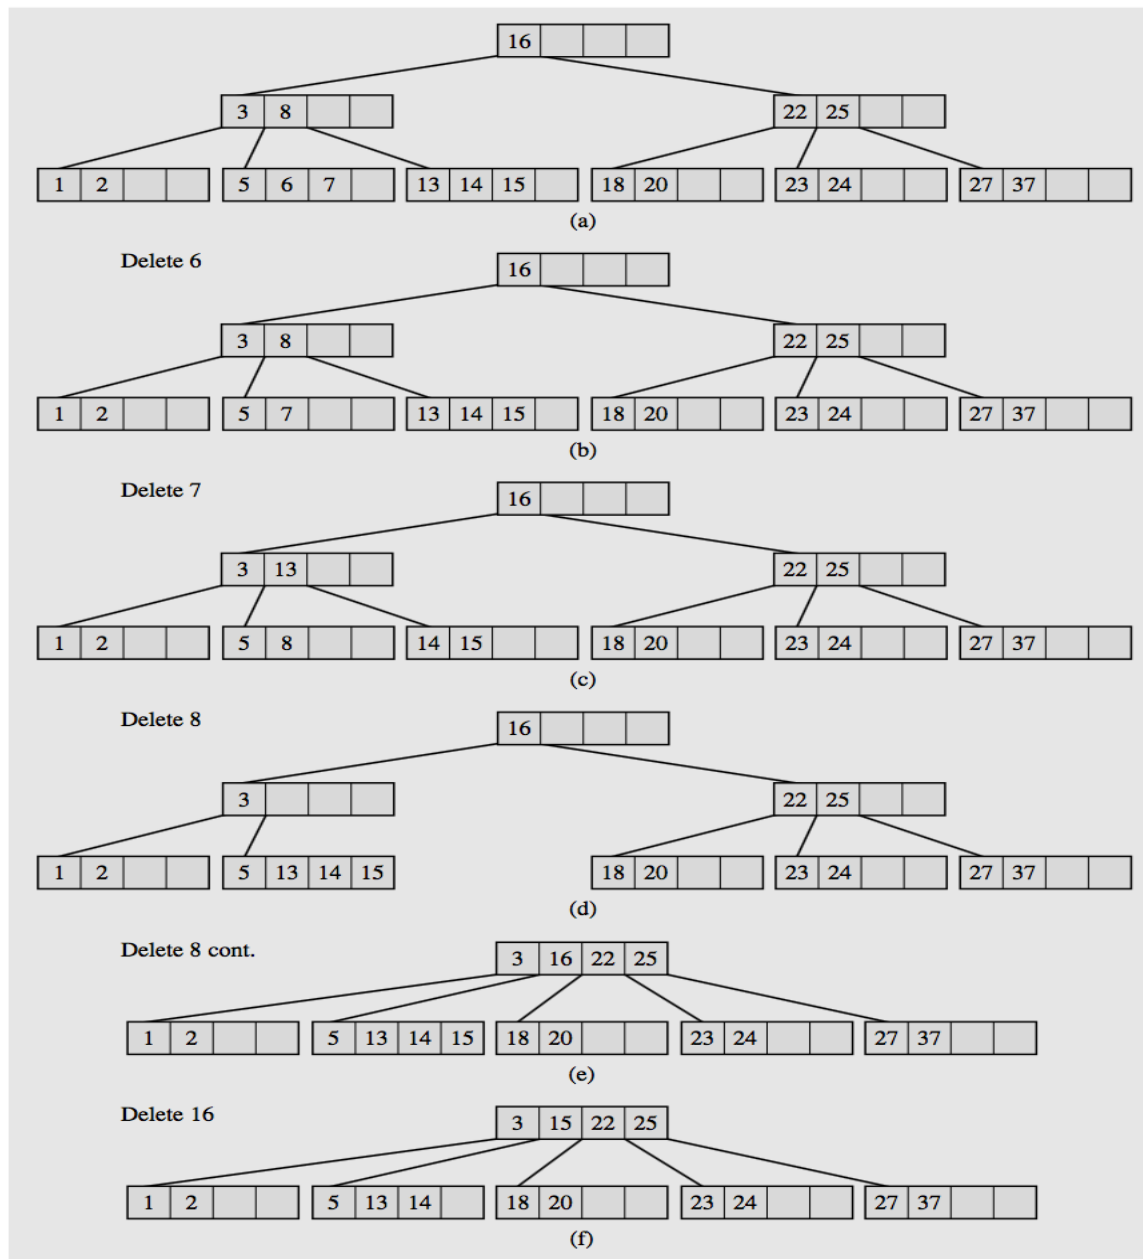 16
3 8 22 25
1 2 5 6 7 13 14 15 18 20 23 24 27 37
(a)
Delete 6
16
3 8 22 25
1 2 5 7 13 14 15 18 20 23 24 27 37
(b)
Delete 7
16
3 13 22 25
1 2 5 8 14 15 18 20 23 24 27 37
(c)
Delete 8
16
3 22 25
1 2 5 13 14 15 18 20 23 24 27 37
(d)
Delete 8 cont.
3 16 22 25
1 2 5 13 14 15 18 20 23 24 27 37
(e)
Delete 16
3 15 22 25
1 2 5 13 14 18 20 23 24 27 37
(f)